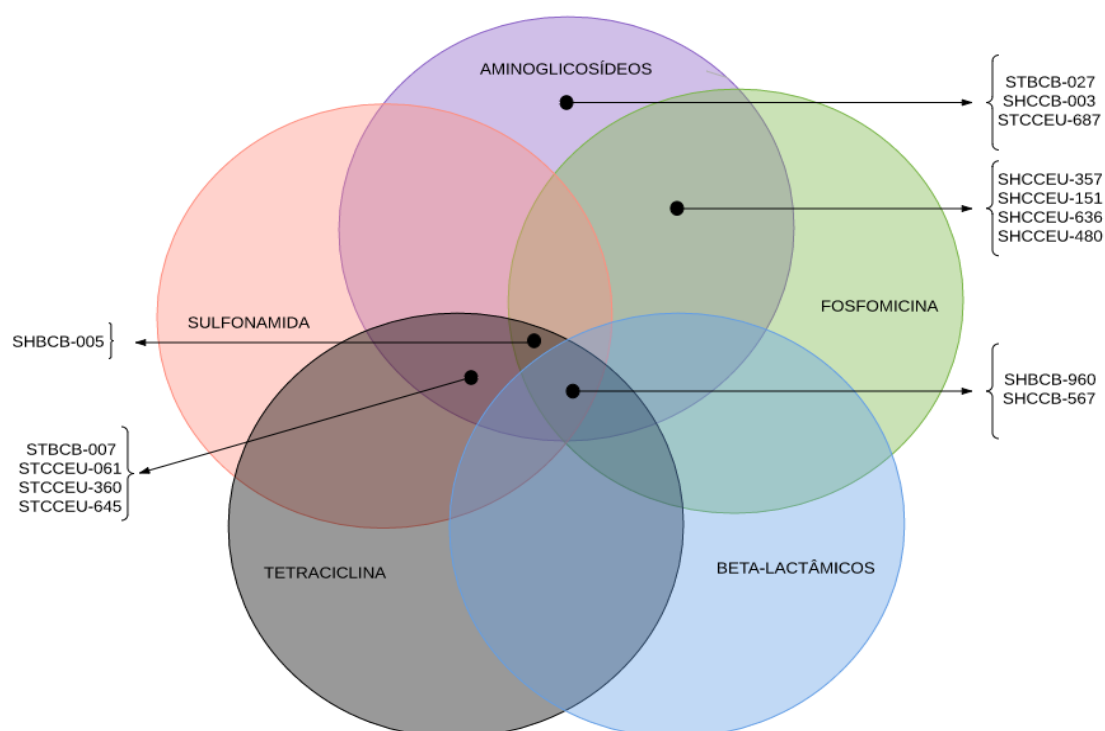 AMINOGLICOSÍDEOS
STBCB-027
SHCCB-003
STCCEU-687
SHCCEU-357
SHCCEU-151
SHCCEU-636
SHCCEU-480
FOSFOMICINA
SULFONAMIDA
SHBCB-005
SHBCB-960
SHCCB-567
STBCB-007
STCCEU-061
STCCEU-360
STCCEU-645
TETRACICLINA
BETA-LACTÂMICOS